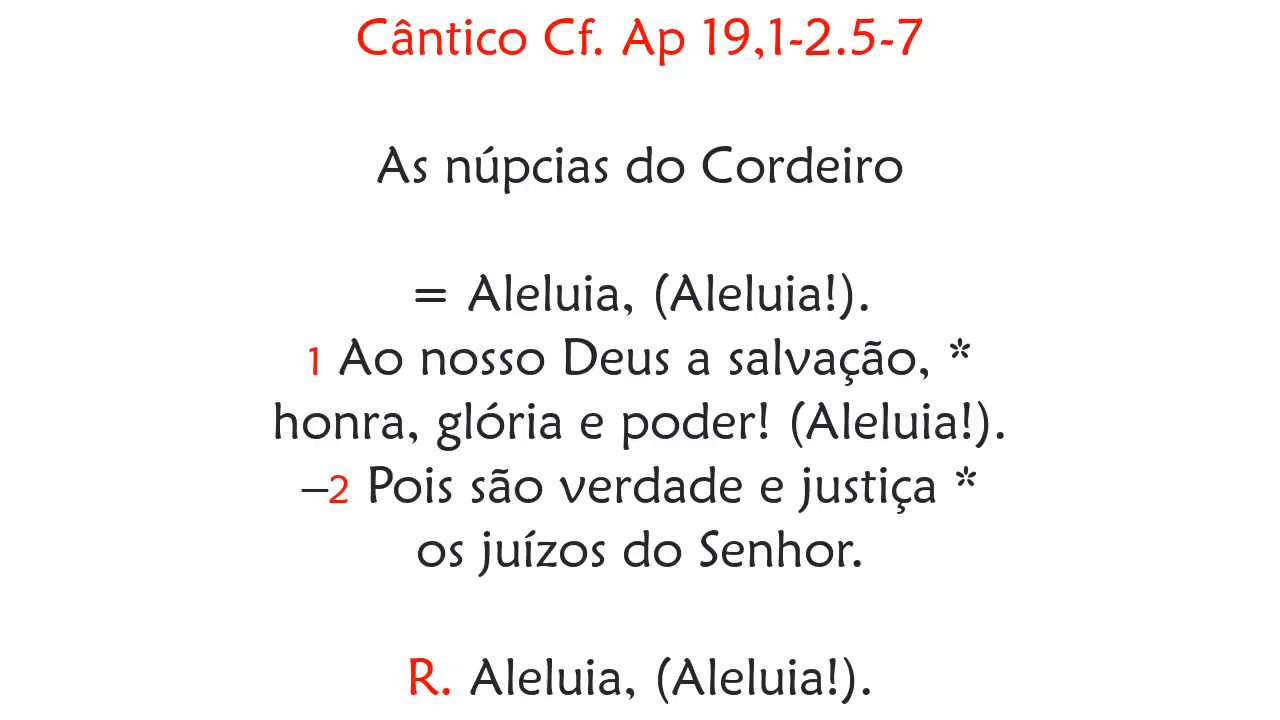 Cântico Cf. Ap 19,1-2.5-7
As núpcias do Cordeiro
= Aleluia, (Aleluia!).
1 Ao nosso Deus a salvação, *
honra, glória e poder! (Aleluia!).
–2 Pois são verdade e justiça *
os juízos do Senhor.
R. Aleluia, (Aleluia!).